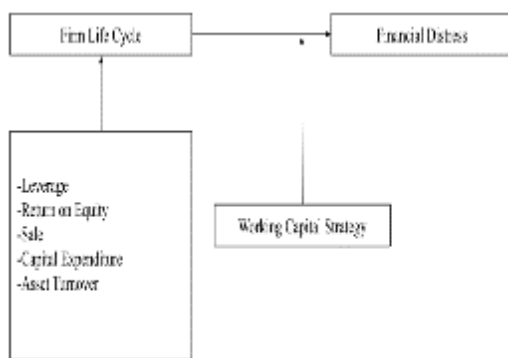 Firm Life Cycle
Financial Distress
-Leverage
-Return on Equity
-Sale
-Capital Expenditure
-Asset Turnover
Working Capital Strategy